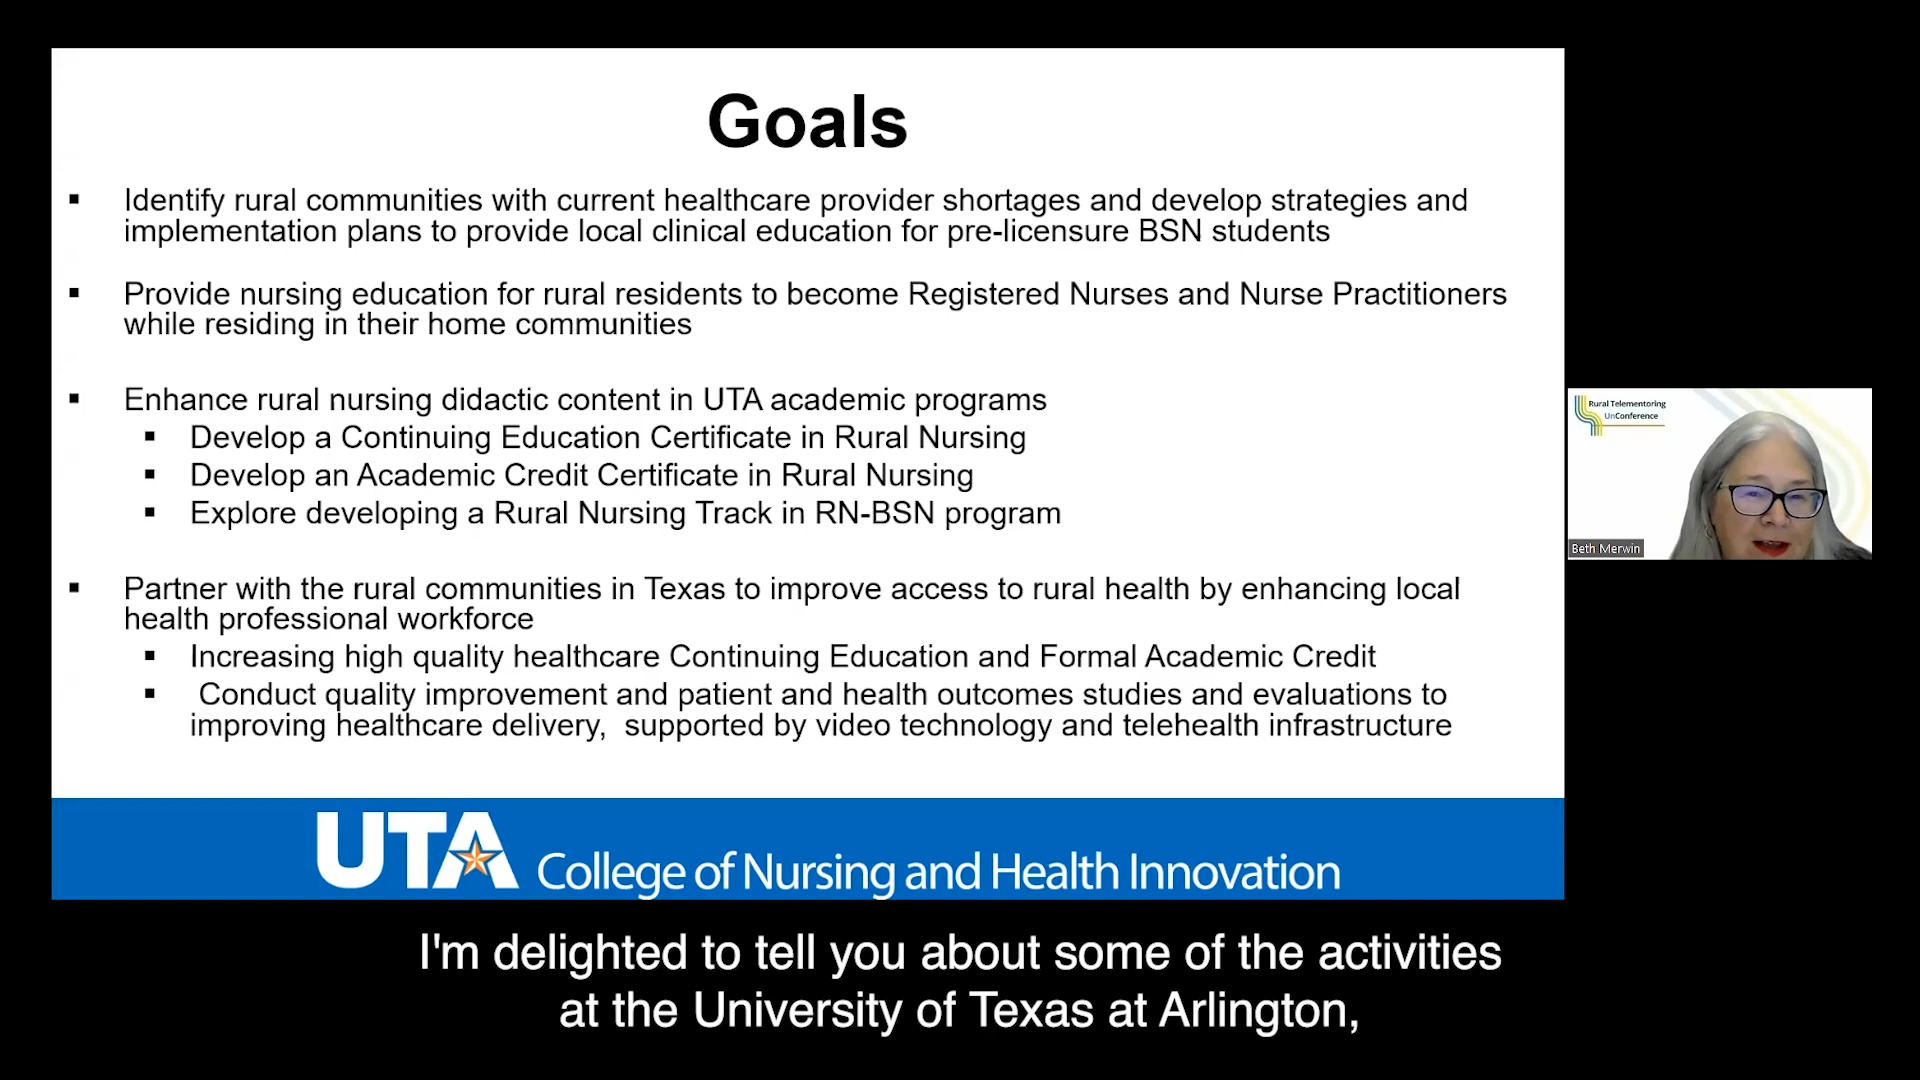 Goals
▪ Identify rural communities with current healthcare provider shortages and develop strategies and
implementation plans to provide local clinical education for pre-licensure BSN students
▪ Provide nursing education for rural residents to become Registered Nurses and Nurse Practitioners
while residing in their home communities
▪ Enhance rural nursing didactic content in UTA academic programs
▪ Develop a Continuing Education Certificate in Rural Nursing
▪ Develop an Academic Credit Certificate in Rural Nursing
▪ Explore developing a Rural Nursing Track in RN-BSN program
▪ Partner with the rural communities in Texas to improve access to rural health by enhancing local
health professional workforce
▪ Increasing high quality healthcare Continuing Education and Formal Academic Credit
▪ Conduct quality improvement and patient and health outcomes studies and evaluations to
improving healthcare delivery, supported by video technology and telehealth infrastructure
UTA College of Nursing and Health Innovation
Rural Telementoring
UnConference
Beth Merwin
I'm delighted to tell you about some of the activities
at the University of Texas at Arlington,